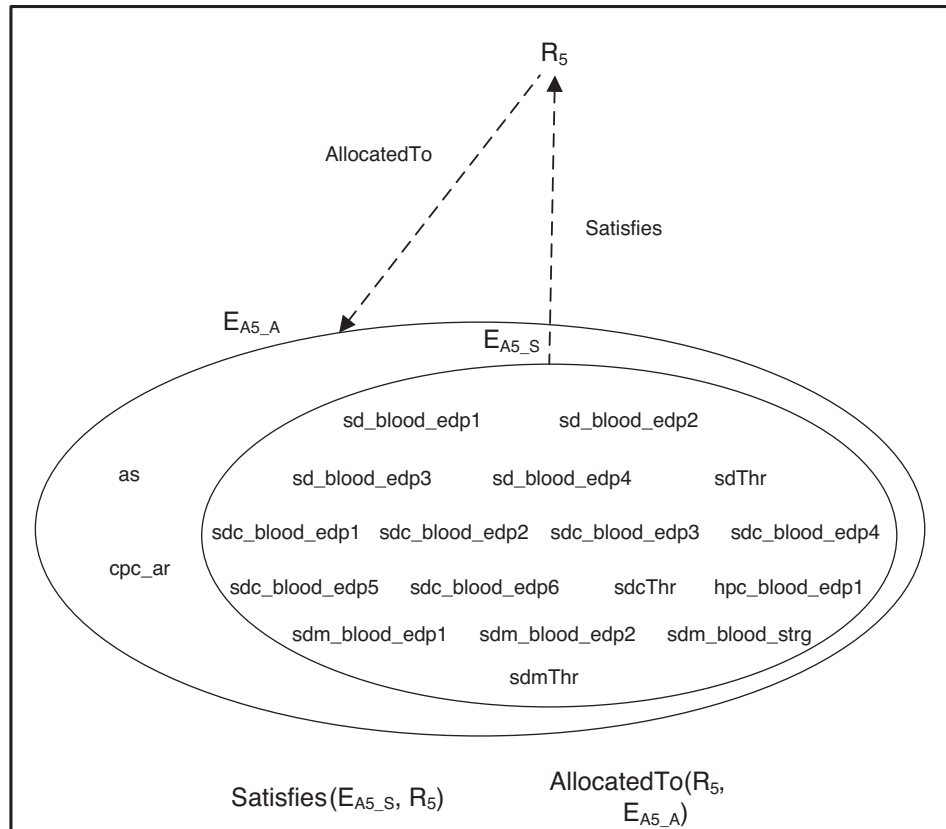 R5
AllocatedTo
Satisfies
EA5_A
EA5_S
sd_blood_edp1 sd_blood_edp2
as sd_blood_edp3 sd_blood_edp4 sdThr
sdc_blood_edp1 sdc_blood_edp2 sdc_blood_edp3 sdc_blood_edp4
cpc_ar
sdc_blood_edp5 sdc_blood_edp6 sdcThr hpc_blood_edp1
sdm_blood_edp1 sdm_blood_edp2 sdm_blood_strg
sdmThr
Satisfies(EA5_S, R5)
AllocatedTo(R5,
EA5_A)